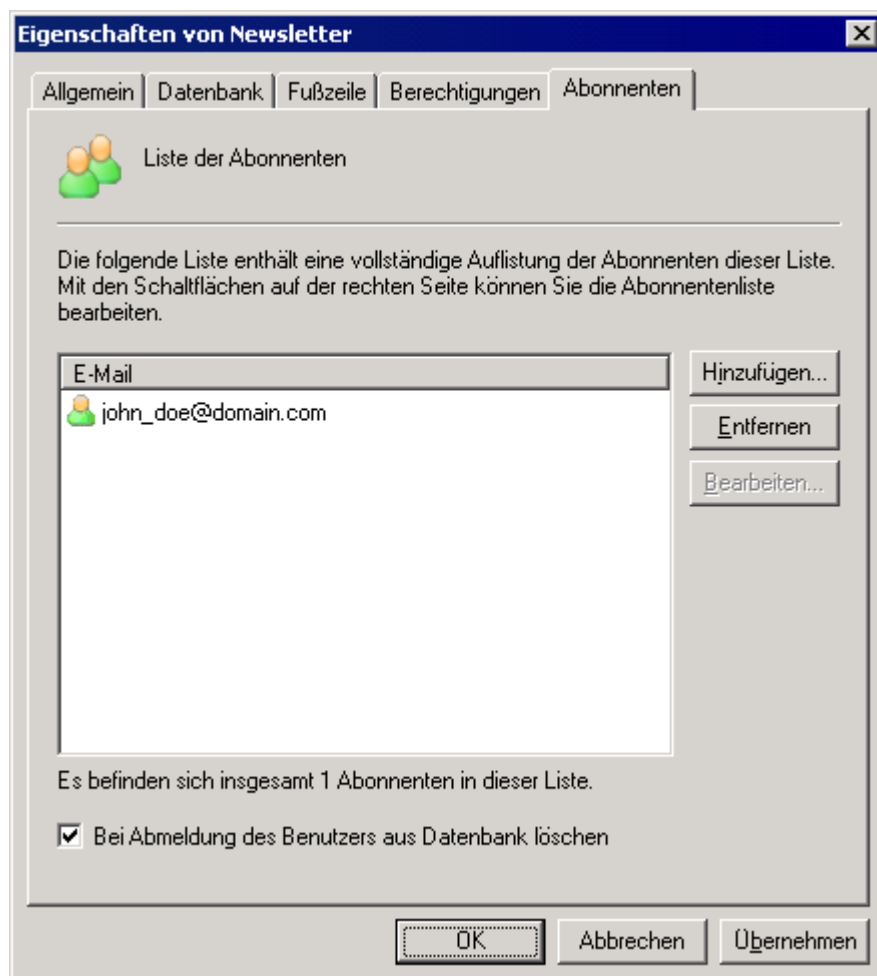 Eigenschaften von Newsletter
Allgemein Datenbank Fußzeile Berechtigungen Abonnenten
Liste der Abonnenten
Die folgende Liste enthält eine vollständige Auflistung der Abonnenten dieser Liste.
Mit den Schaltflächen auf der rechten Seite können Sie die Abonnentenliste
bearbeiten.
E-Mail
john_doe@domain.com
Hinzufügen...
Entfernen
Bearbeiten...
Es befinden sich insgesamt 1 Abonnenten in dieser Liste.
Bei Abmeldung des Benutzers aus Datenbank löschen
OK Abbrechen Übernehmen